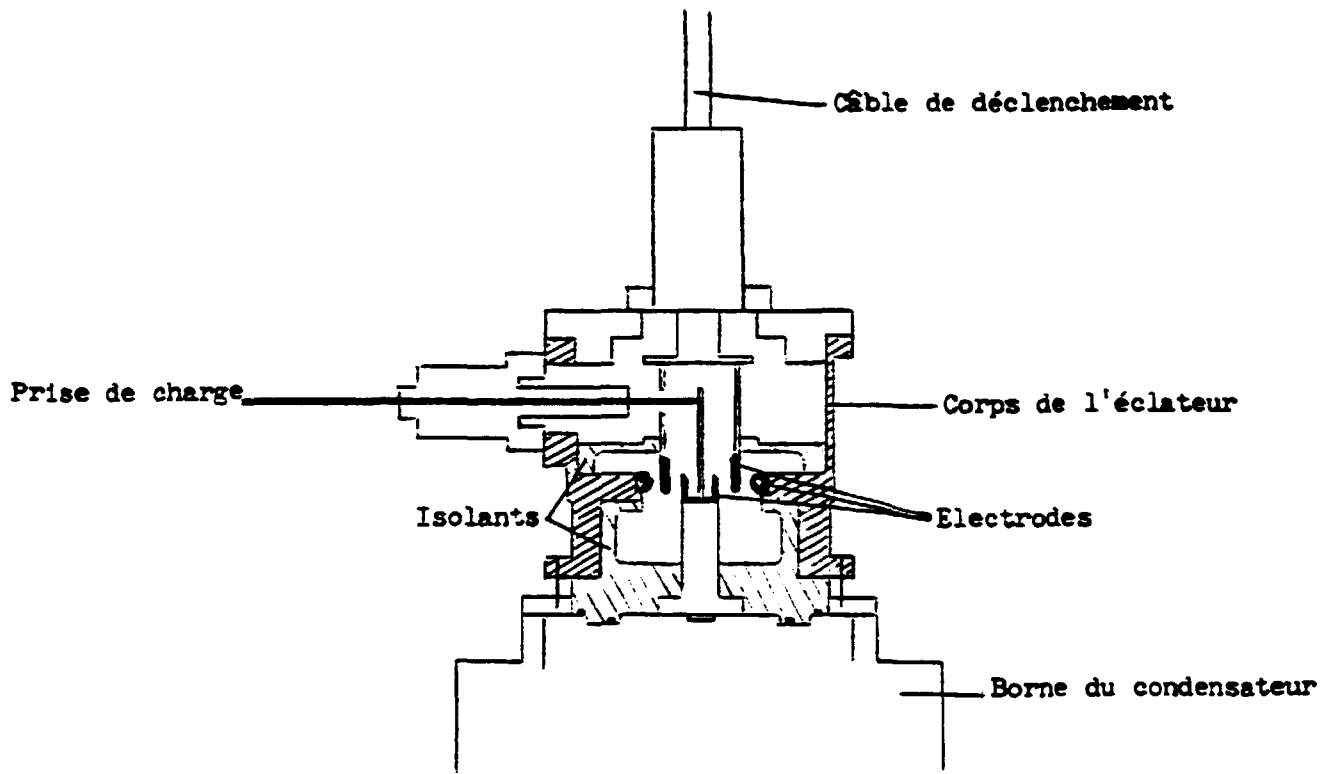 Câble de déclenchement
Prise de charge
Corps de l'éclateur
Isolants
Electrodes
Borne du condensateur